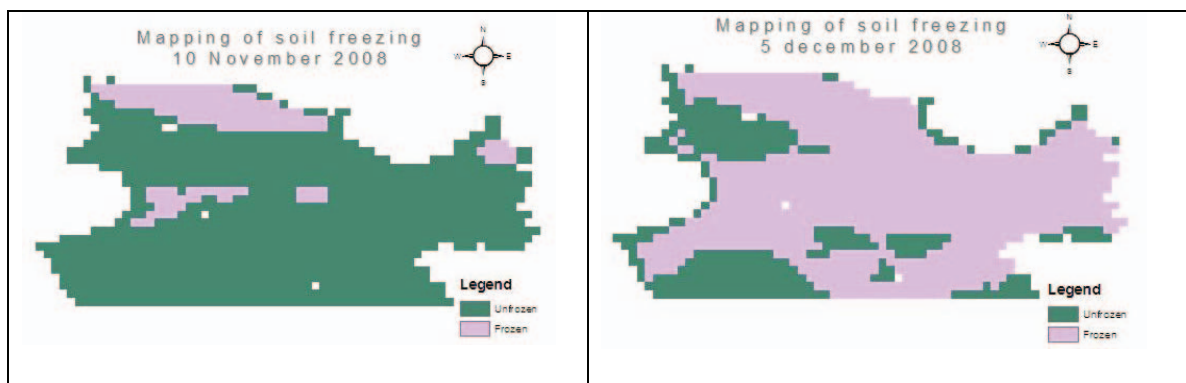 Mapping of soil freezing
10 November 2008
N
W
E
S
Legend
Unfrozen
Frozen
Mapping of soil freezing
5 december 2008
N
W
E
S
Legend
Unfrozen
Frozen